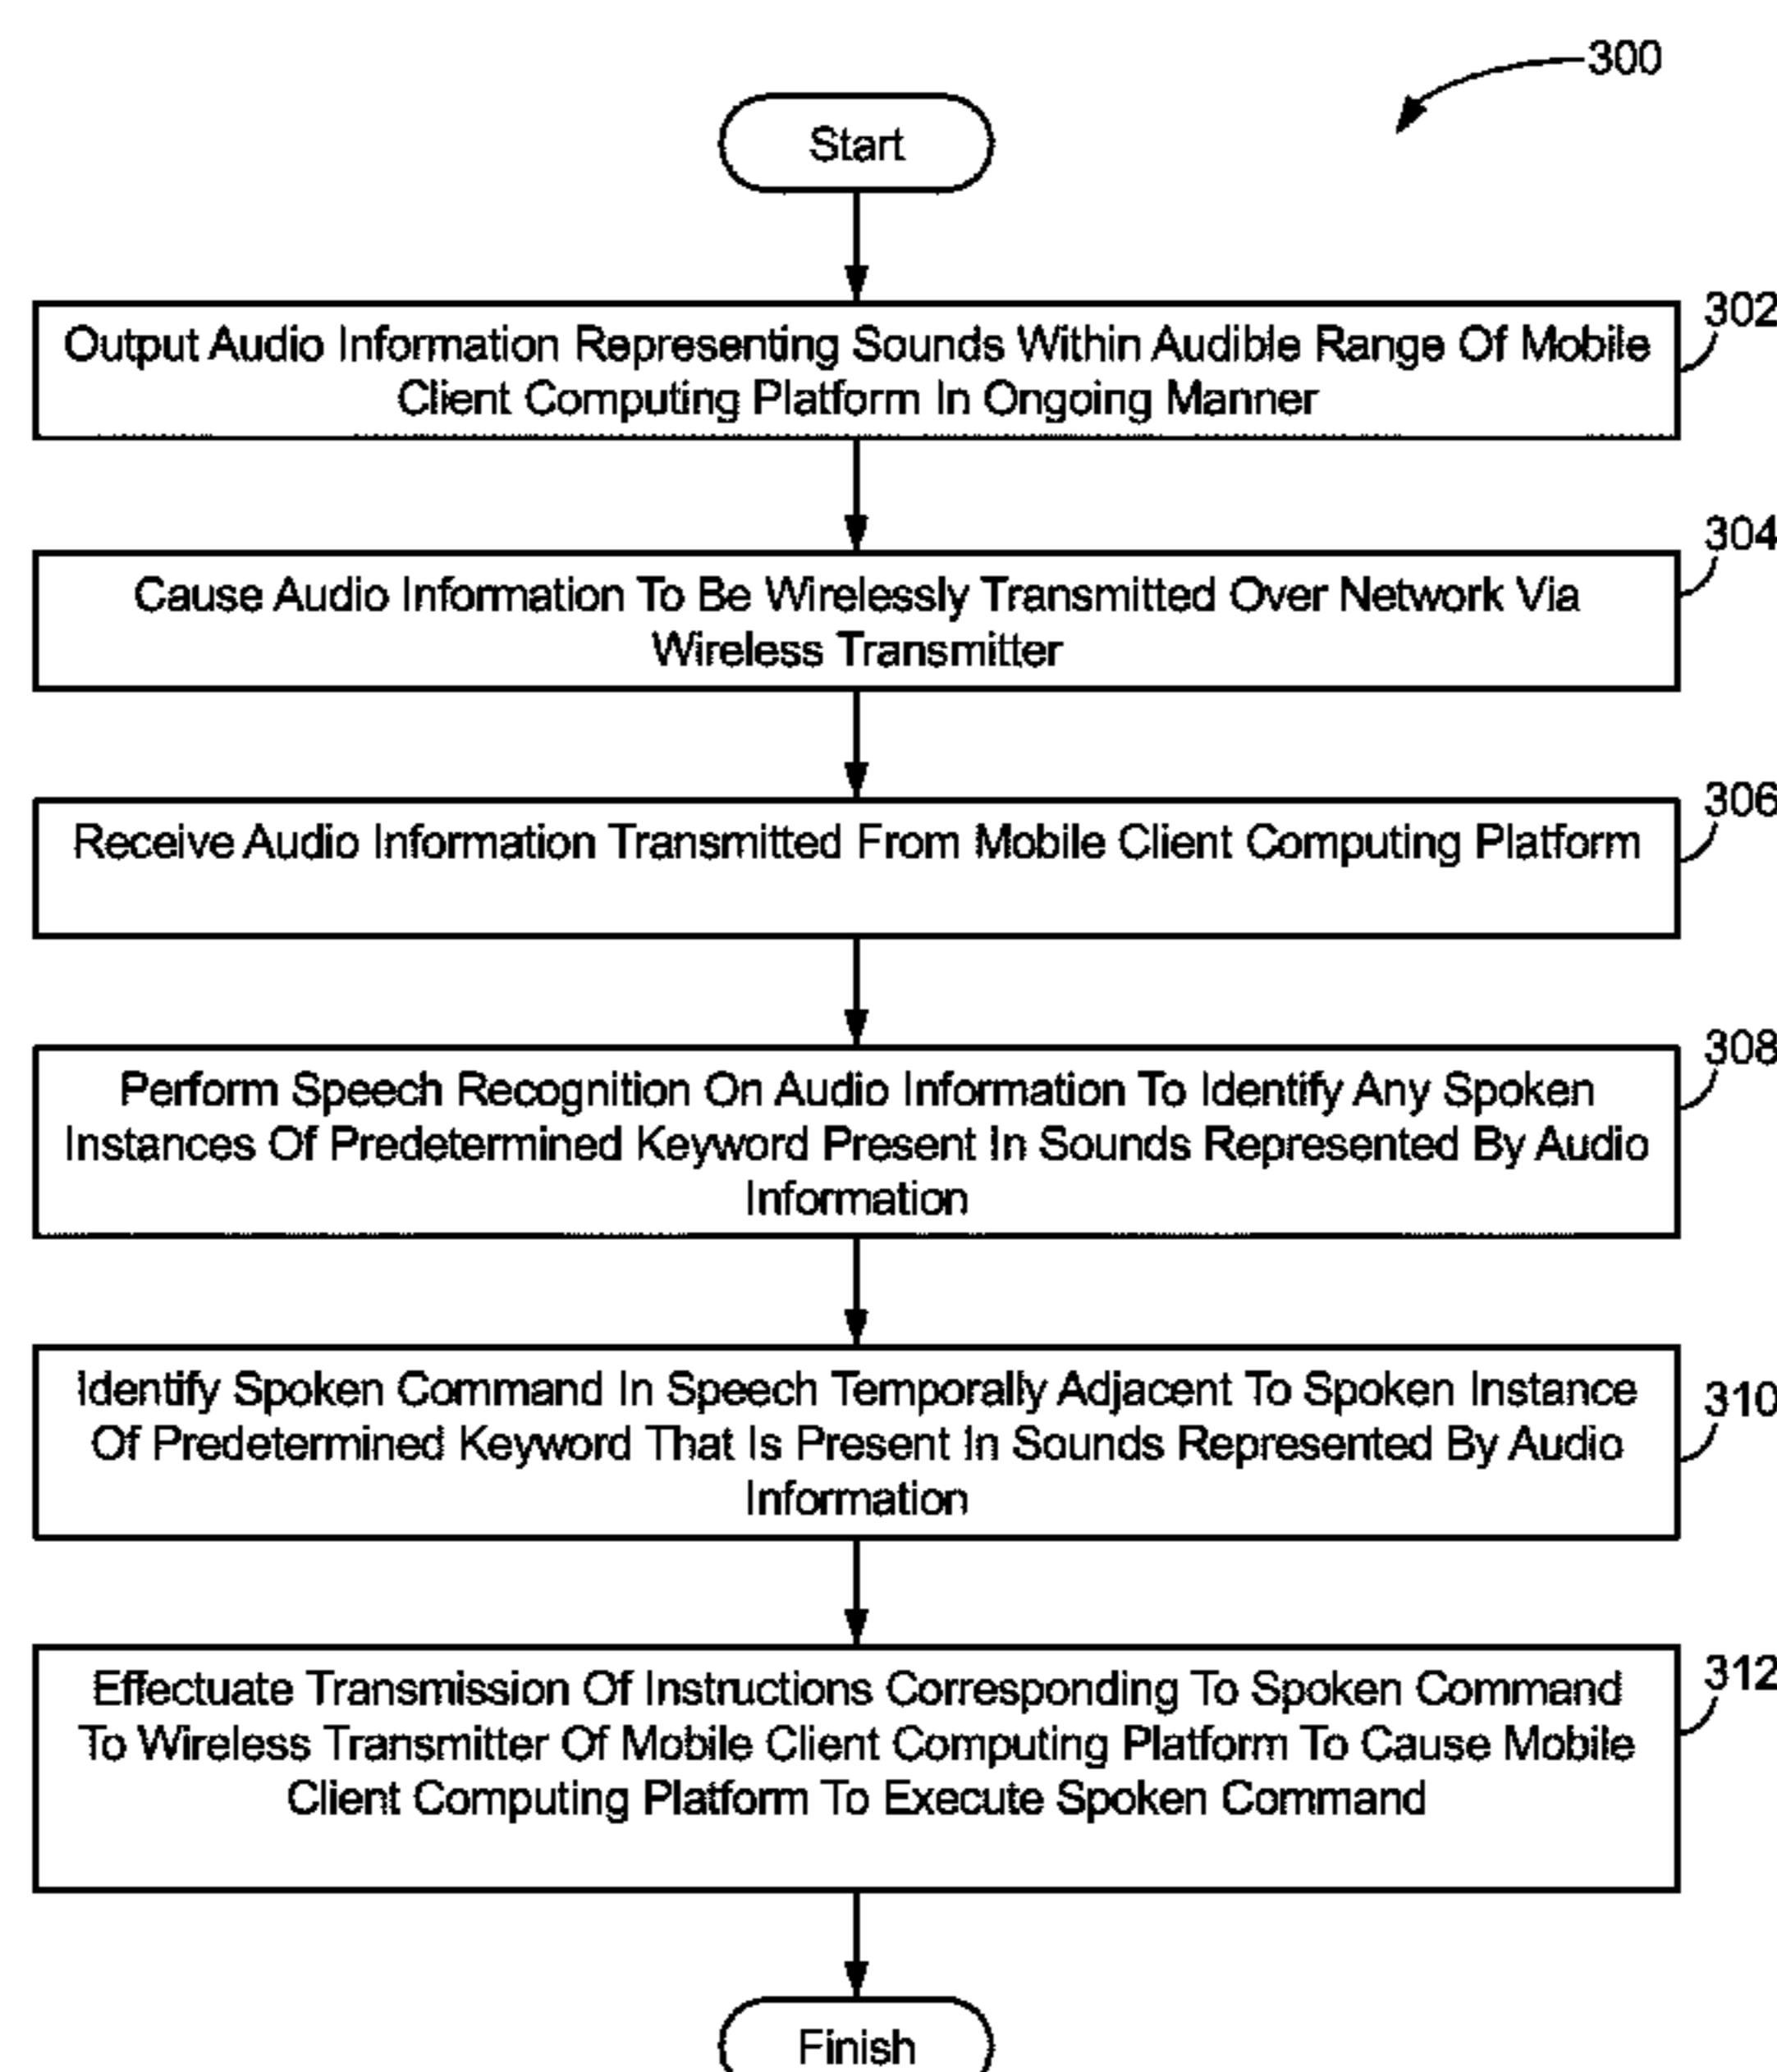 300
Start
302
Output Audio Information Representing Sounds Within Audible Range Of Mobile
Client Computing Platform In Ongoing Manner
304
Cause Audio Information To Be Wirelessly Transmitted Over Network Via
Wireless Transmitter
306
Receive Audio Information Transmitted From Mobile Client Computing Platform
308
Perform Speech Recognition On Audio Information To Identify Any Spoken
Instances Of Predetermined Keyword Present In Sounds Represented By Audio
Information
310
Identify Spoken Command In Speech Temporally Adjacent To Spoken Instance
Of Predetermined Keyword That Is Present In Sounds Represented By Audio
Information
312
Effectuate Transmission Of Instructions Corresponding To Spoken Command
To Wireless Transmitter Of Mobile Client Computing Platform To Cause Mobile
Client Computing Platform To Execute Spoken Command
Finish